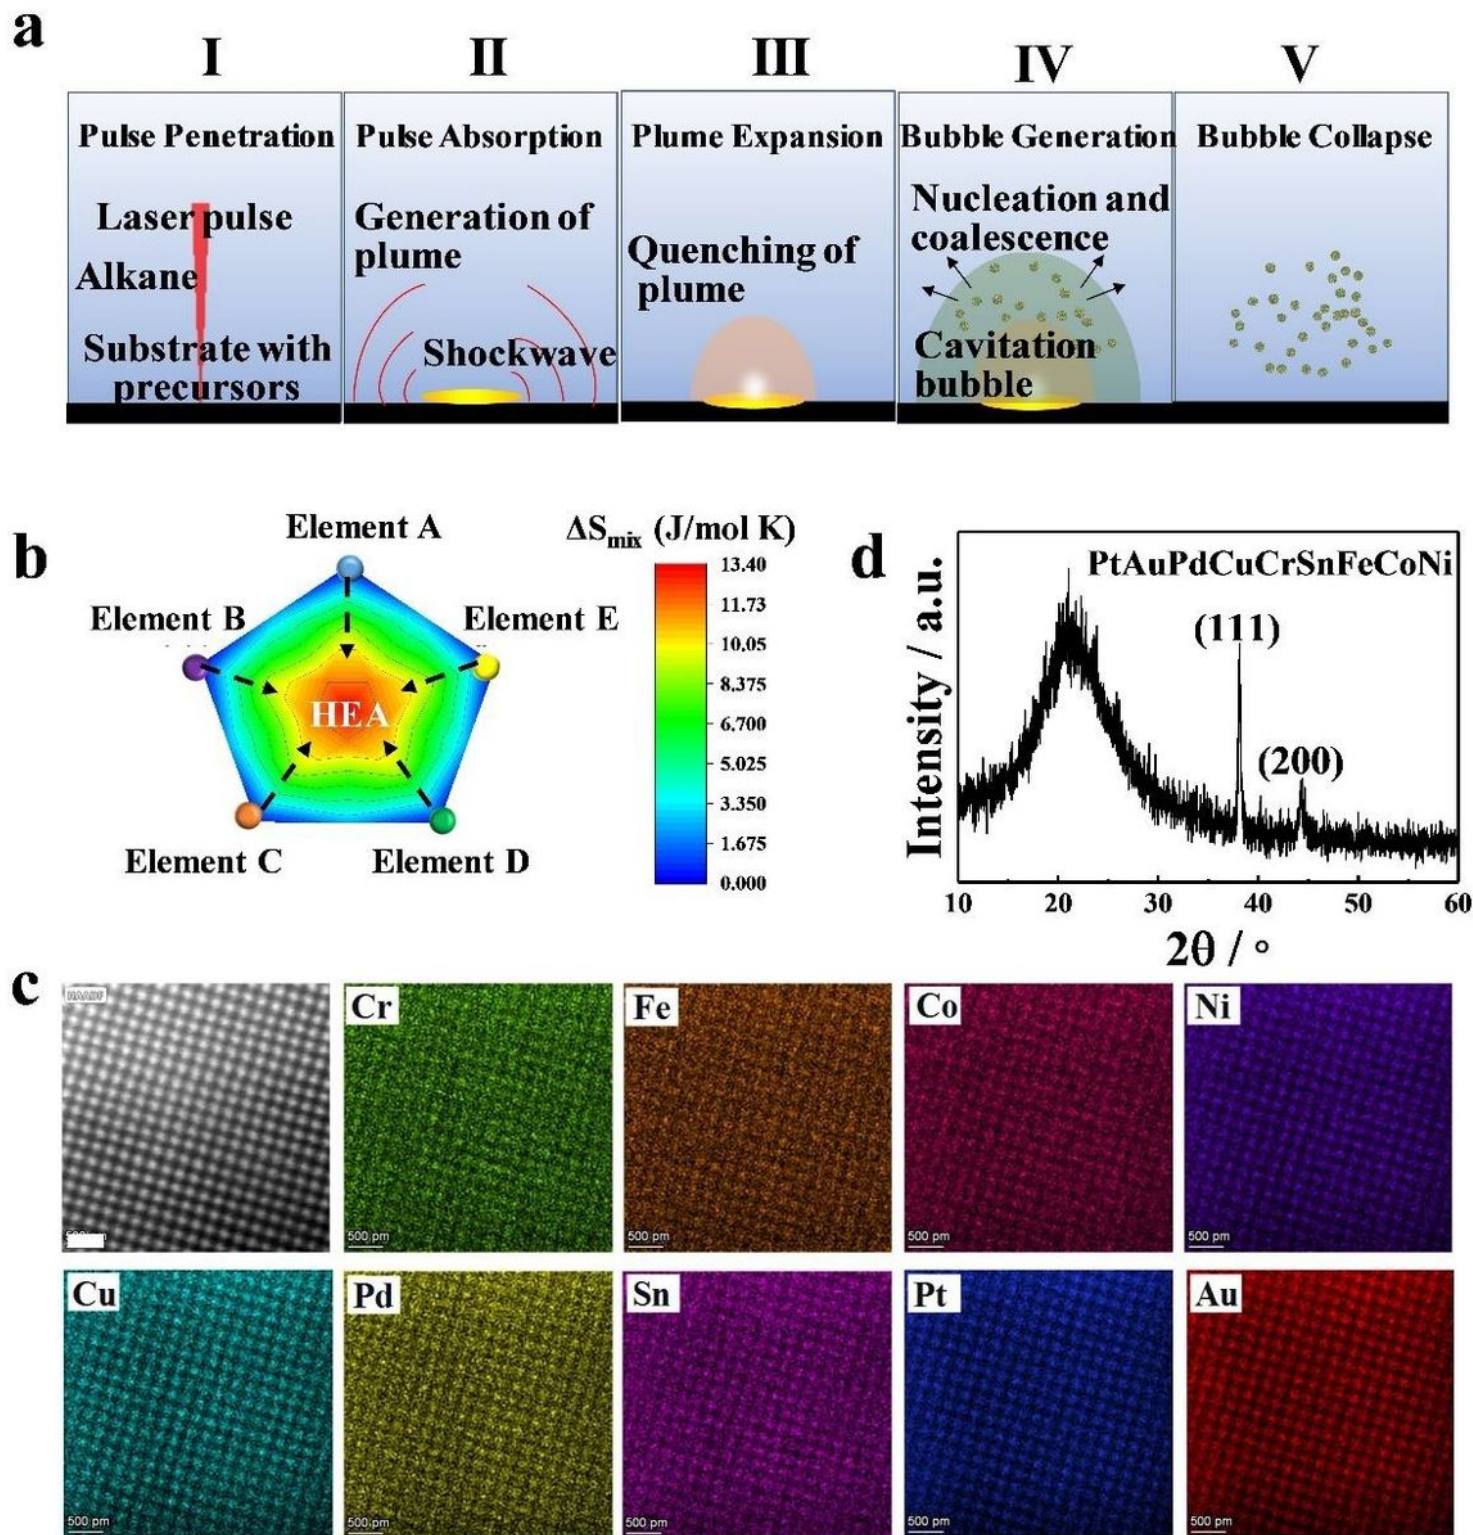 a
I
II
III
IV
V
Pulse Penetration
Laser pulse
Alkane
Substrate with
precursors
Pulse Absorption
Generation of
plume
Shockwave
Plume Expansion
Quenching of
plume
Bubble Generation
Nucleation and
coalescence
Cavitation
bubble
Bubble Collapse
b
Element A
Element B
Element E
HEA
Element C
Element D
ΔSmix (J/mol K)
13.40
11.73
10.05
8.375
6.700
5.025
3.350
1.675
0.000
d
PtAuPdCuCrSnFeCoNi
(111)
(200)
Intensity / a.u.
10
20
30
40
50
60
2θ / °
c
HAADF
Cr
500 pm
Fe
500 pm
Co
500 pm
Ni
500 pm
Cu
500 pm
Pd
500 pm
Sn
500 pm
Pt
500 pm
Au
500 pm